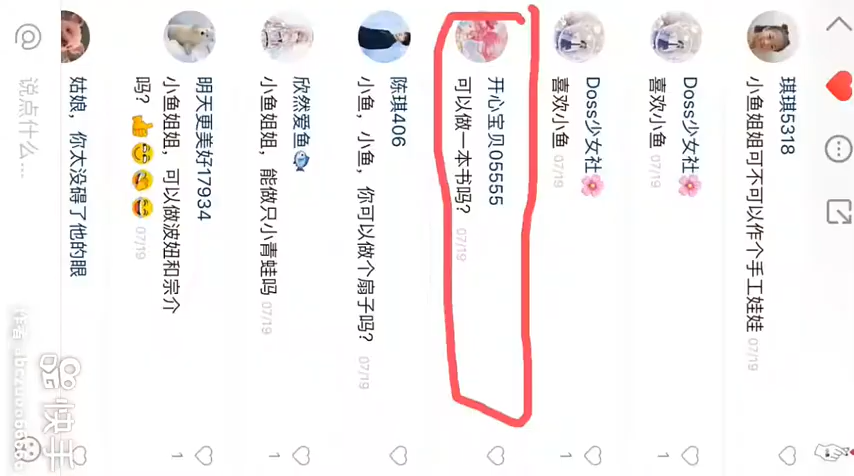 琪琪5318
小鱼姐姐可不可以作个手工娃娃 07/19
Doss少女社🌸
喜欢小鱼 07/19
Doss少女社🌸
喜欢小鱼 07/19
1
开心宝贝05555
可以做一本书吗? 07/19
陈琪406
小鱼,小鱼,你可以做个扇子吗? 07/19
欣然爱鱼🐟
小鱼姐姐,能做只小青蛙吗 07/19
1
明天更美好17934
小鱼姐姐,可以做波妞和宗介
吗? 07/19
1
姑娘,你太没碍了他的眼
@ 说点什么...
快手